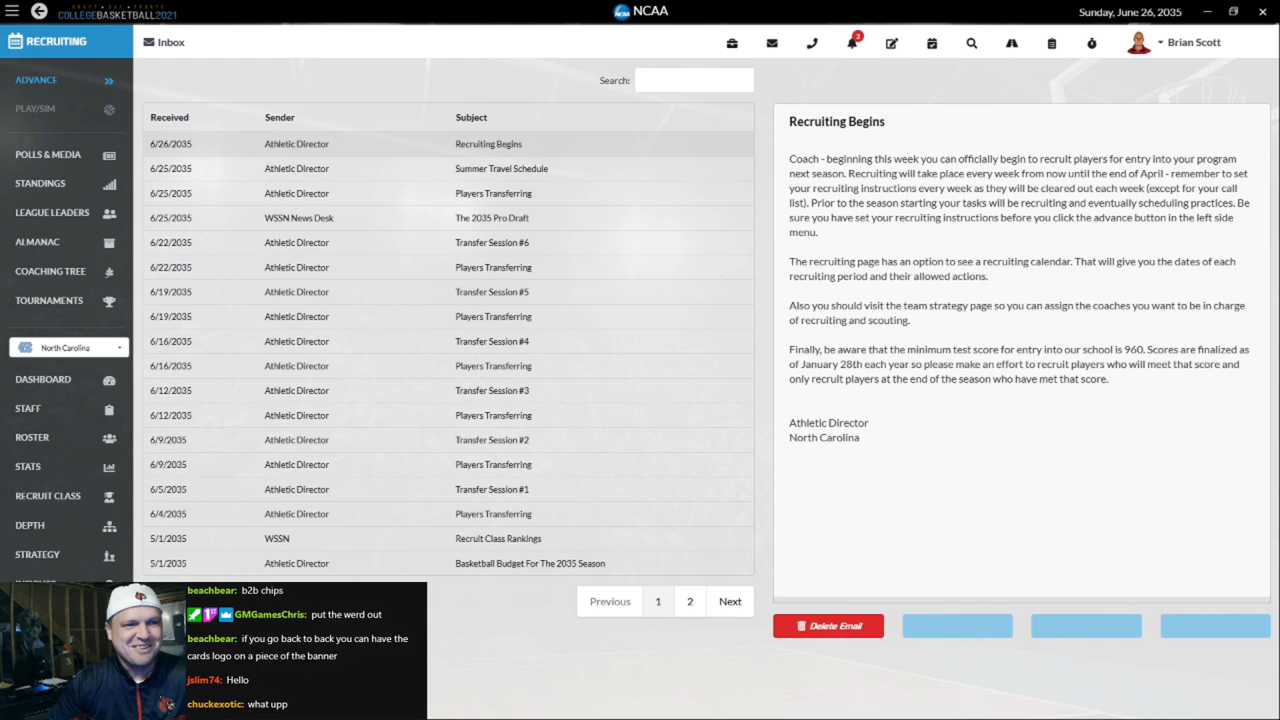 DRAFT DAY SPORTS
COLLEGEBASKETBALL2021
NCAA
Sunday, June 26, 2035
RECRUITING
Inbox
2
Brian Scott
ADVANCE
PLAY/SIM
POLLS & MEDIA
STANDINGS
LEAGUE LEADERS
ALMANAC
COACHING TREE
TOURNAMENTS
North Carolina
DASHBOARD
STAFF
ROSTER
STATS
RECRUIT CLASS
DEPTH
STRATEGY
Search:
Received Sender Subject
6/26/2035 Athletic Director Recruiting Begins
6/25/2035 Athletic Director Summer Travel Schedule
6/25/2035 Athletic Director Players Transferring
6/25/2035 WSSN News Desk The 2035 Pro Draft
6/22/2035 Athletic Director Transfer Session #6
6/22/2035 Athletic Director Players Transferring
6/19/2035 Athletic Director Transfer Session #5
6/19/2035 Athletic Director Players Transferring
6/16/2035 Athletic Director Transfer Session #4
6/16/2035 Athletic Director Players Transferring
6/12/2035 Athletic Director Transfer Session #3
6/12/2035 Athletic Director Players Transferring
6/9/2035 Athletic Director Transfer Session #2
6/9/2035 Athletic Director Players Transferring
6/5/2035 Athletic Director Transfer Session #1
6/4/2035 Athletic Director Players Transferring
5/1/2035 WSSN Recruit Class Rankings
5/1/2035 Athletic Director Basketball Budget For The 2035 Season
Previous 1 2 Next
Recruiting Begins
Coach - beginning this week you can officially begin to recruit players for entry into your program
next season. Recruiting will take place every week from now until the end of April - remember to set
your recruiting instructions every week as they will be cleared out each week (except for your call
list). Prior to the season starting your tasks will be recruiting and eventually scheduling practices. Be
sure you have set your recruiting instructions before you click the advance button in the left side
menu.
The recruiting page has an option to see a recruiting calendar. That will give you the dates of each
recruiting period and their allowed actions.
Also you should visit the team strategy page so you can assign the coaches you want to be in charge
of recruiting and scouting.
Finally, be aware that the minimum test score for entry into our school is 960. Scores are finalized as
of January 28th each year so please make an effort to recruit players who will meet that score and
only recruit players at the end of the season who have met that score.
Athletic Director
North Carolina
Delete Email
beachbear: b2b chips
GMGamesChris: put the werd out
beachbear: if you go back to back you can have the
cards logo on a piece of the banner
jslim74: Hello
chuckexotic: what upp